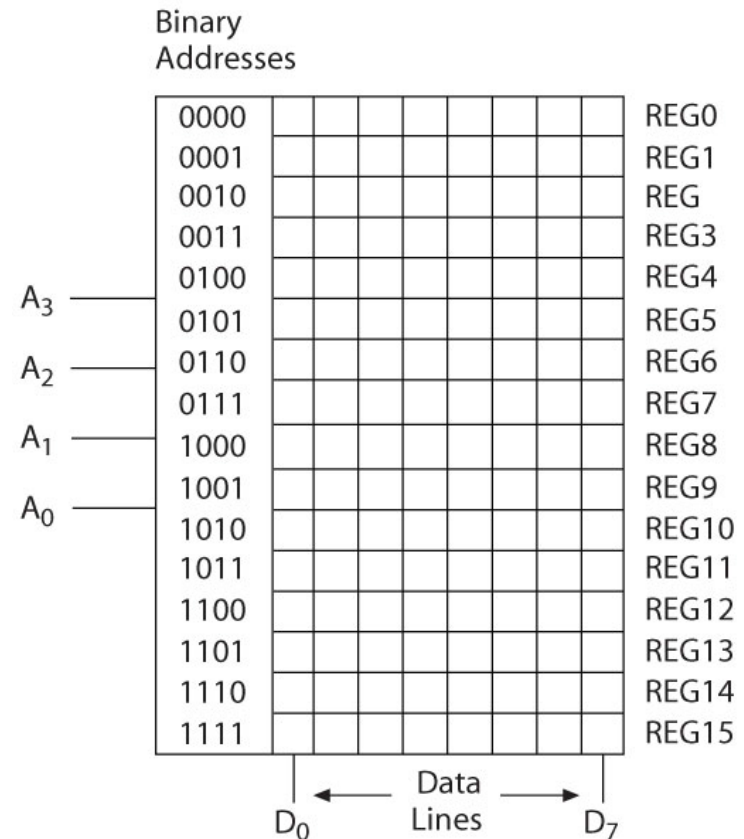 Binary
Addresses
0000 REG0
0001 REG1
0010 REG
0011 REG3
0100 REG4
A₃
0101 REG5
A₂ 0110 REG6
0111 REG7
A₁ 1000 REG8
1001 REG9
A₀
1010 REG10
1011 REG11
1100 REG12
1101 REG13
1110 REG14
1111 REG15
Data
D₀ Lines D₇